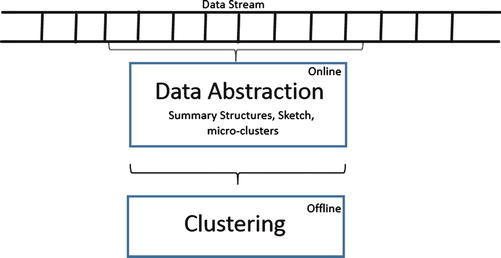 Data Stream
Online
Data Abstraction
Summary Structures, Sketch,
micro-clusters
Offline
Clustering